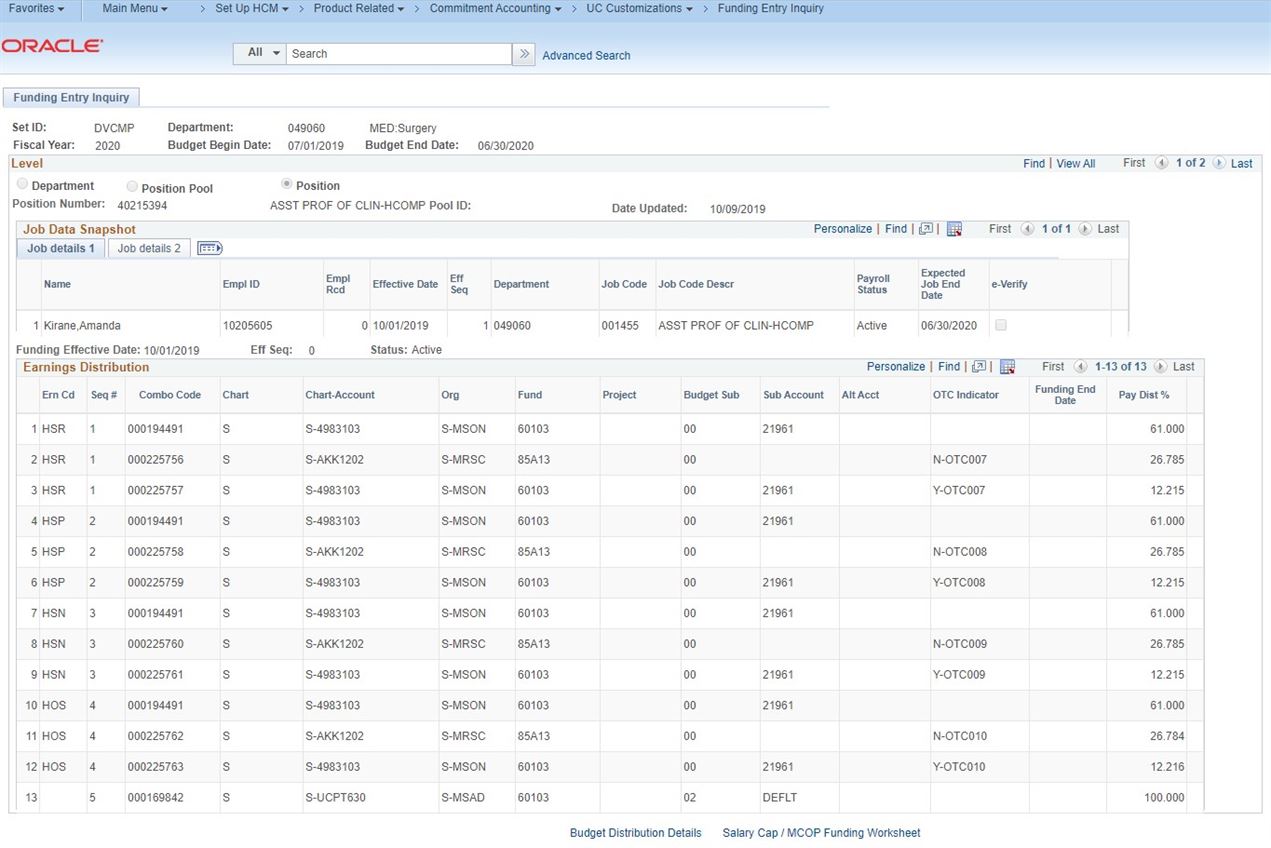 Favorites Main Menu > Set Up HCM > Product Related > Commitment Accounting > UC Customizations > Funding Entry Inquiry
ORACLE'
All Search Advanced Search
Funding Entry Inquiry
Set ID: DVCMP Department: 049060 MED:Surgery
Fiscal Year: 2020 Budget Begin Date: 07/01/2019 Budget End Date: 06/30/2020
Level Find | View All First 1 of 2 Last
Department Position Pool Position
Position Number: 40215394 ASST PROF OF CLIN-HCOMP Pool ID: Date Updated: 10/09/2019
Job Data Snapshot Personalize | Find | | First 1 of 1 Last
Job details 1 Job details 2
Name Empl ID Empl Rcd Effective Date Eff Seq Department Job Code Job Code Descr Payroll Status Expected Job End Date e-Verify
1 Kirane,Amanda 10205605 0 10/01/2019 1 049060 001455 ASST PROF OF CLIN-HCOMP Active 06/30/2020
Funding Effective Date: 10/01/2019 Eff Seq: 0 Status: Active
Earnings Distribution Personalize | Find | | First 1-13 of 13 Last
Ern Cd Seq # Combo Code Chart Chart-Account Org Fund Project Budget Sub Sub Account Alt Acct OTC Indicator Funding End Date Pay Dist %
1 HSR 1 000194491 S S-4983103 S-MSON 60103 00 21961 61.000
2 HSR 1 000225756 S S-AKK1202 S-MRSC 85A13 00 N-OTC007 26.785
3 HSR 1 000225757 S S-4983103 S-MSON 60103 00 21961 Y-OTC007 12.215
4 HSP 2 000194491 S S-4983103 S-MSON 60103 00 21961 61.000
5 HSP 2 000225758 S S-AKK1202 S-MRSC 85A13 00 N-OTC008 26.785
6 HSP 2 000225759 S S-4983103 S-MSON 60103 00 21961 Y-OTC008 12.215
7 HSN 3 000194491 S S-4983103 S-MSON 60103 00 21961 61.000
8 HSN 3 000225760 S S-AKK1202 S-MRSC 85A13 00 N-OTC009 26.785
9 HSN 3 000225761 S S-4983103 S-MSON 60103 00 21961 Y-OTC009 12.215
10 HOS 4 000194491 S S-4983103 S-MSON 60103 00 21961 61.000
11 HOS 4 000225762 S S-AKK1202 S-MRSC 85A13 00 N-OTC010 26.784
12 HOS 4 000225763 S S-4983103 S-MSON 60103 00 21961 Y-OTC010 12.216
13 5 000169842 S S-UCPT630 S-MSAD 60103 02 DEFLT 100.000
Budget Distribution Details Salary Cap / MCOP Funding Worksheet